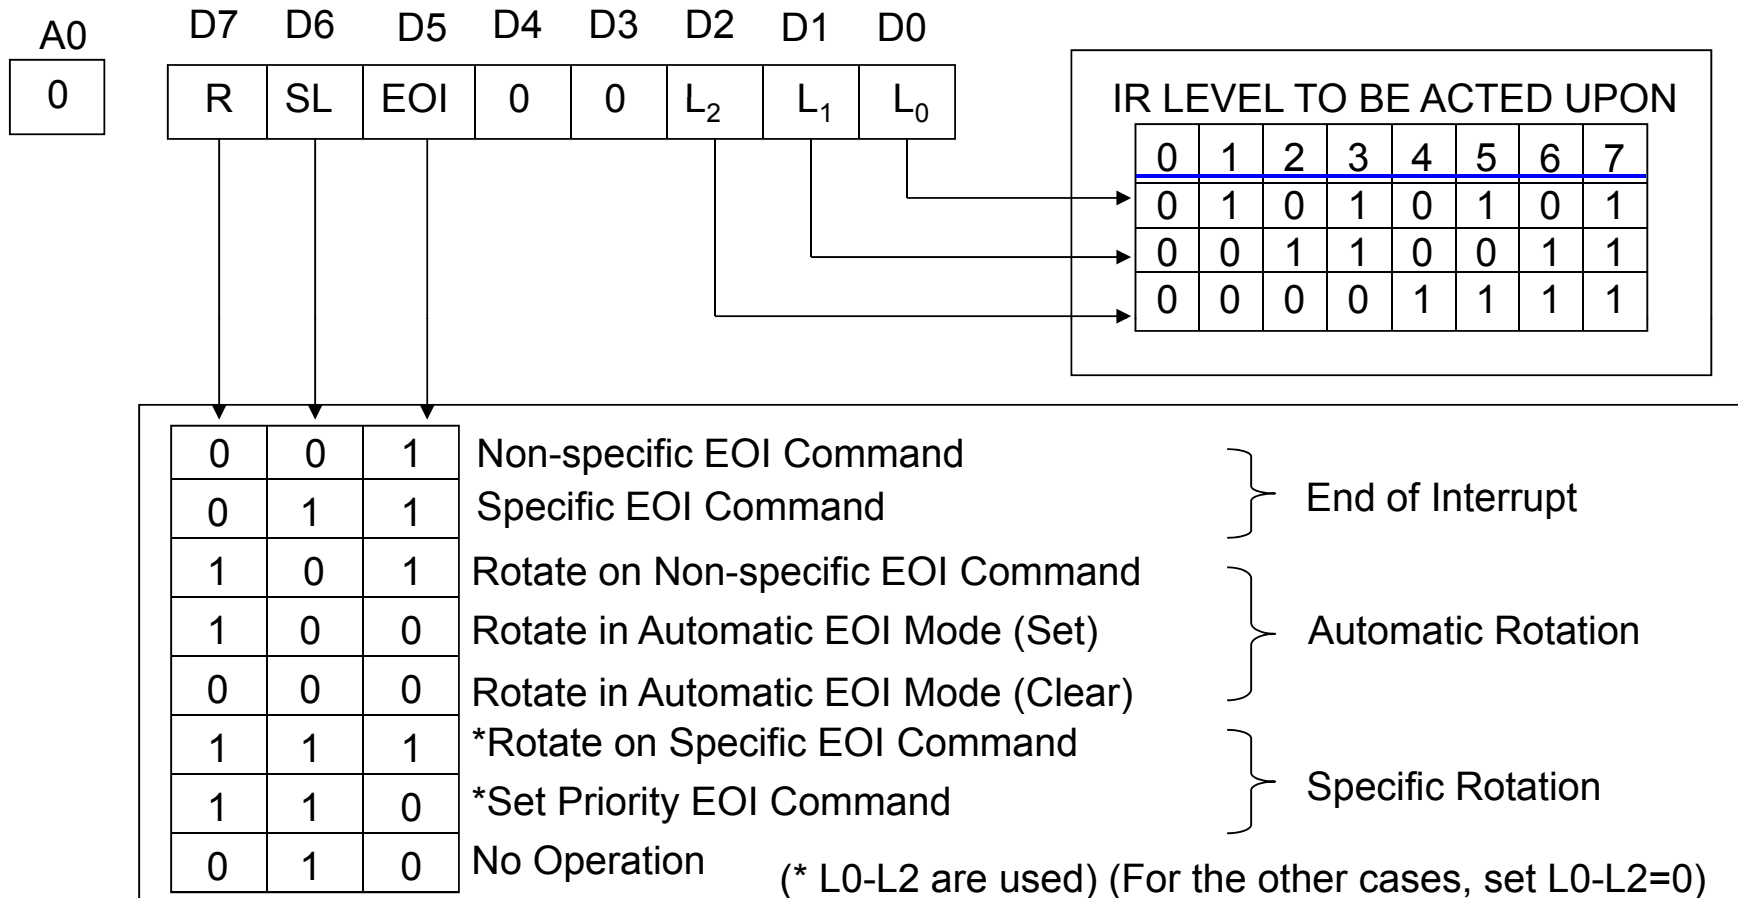 A0 D7 D6 D5 D4 D3 D2 D1 D0
0 R SL EOI 0 0 L2 L1 L0
IR LEVEL TO BE ACTED UPON
0 1 2 3 4 5 6 7
0 1 0 1 0 1 0 1
0 0 1 1 0 0 1 1
0 0 0 0 1 1 1 1
0 0 1 Non-specific EOI Command
0 1 1 Specific EOI Command
End of Interrupt
1 0 1 Rotate on Non-specific EOI Command
1 0 0 Rotate in Automatic EOI Mode (Set)
0 0 0 Rotate in Automatic EOI Mode (Clear)
Automatic Rotation
1 1 1 *Rotate on Specific EOI Command
1 1 0 *Set Priority EOI Command
Specific Rotation
0 1 0 No Operation
(* L0-L2 are used) (For the other cases, set L0-L2=0)